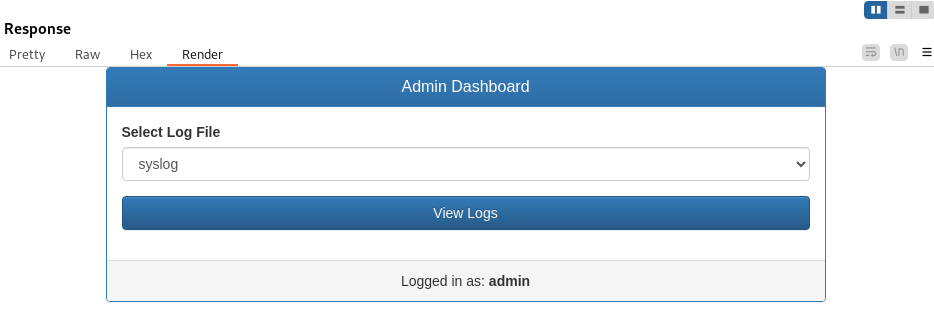 Response
Pretty Raw Hex Render
\n
Admin Dashboard
Select Log File
syslog
View Logs
Logged in as: admin